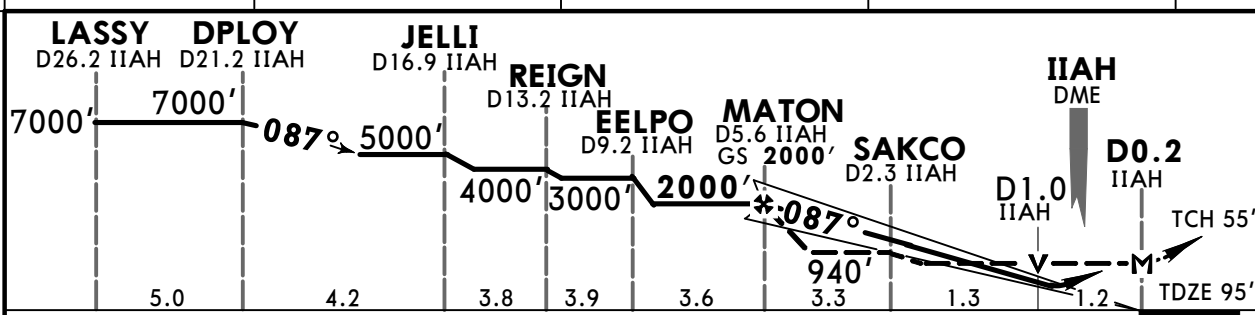 LASSY
D26.2 IIAH
DPLOY
D21.2 IIAH
JELLI
D16.9 IIAH
REIGN
D13.2 IIAH
EELPO
D9.2 IIAH
MATON
D5.6 IIAH
GS 2000'
SAKCO
D2.3 IIAH
IIAH
DME
D1.0
IIAH
D0.2
IIAH
7000'
7000'
087°
5000'
4000'
3000'
2000'
087°
940'
V
M
TCH 55'
TDZE 95'
5.0
4.2
3.8
3.9
3.6
3.3
1.3
1.2